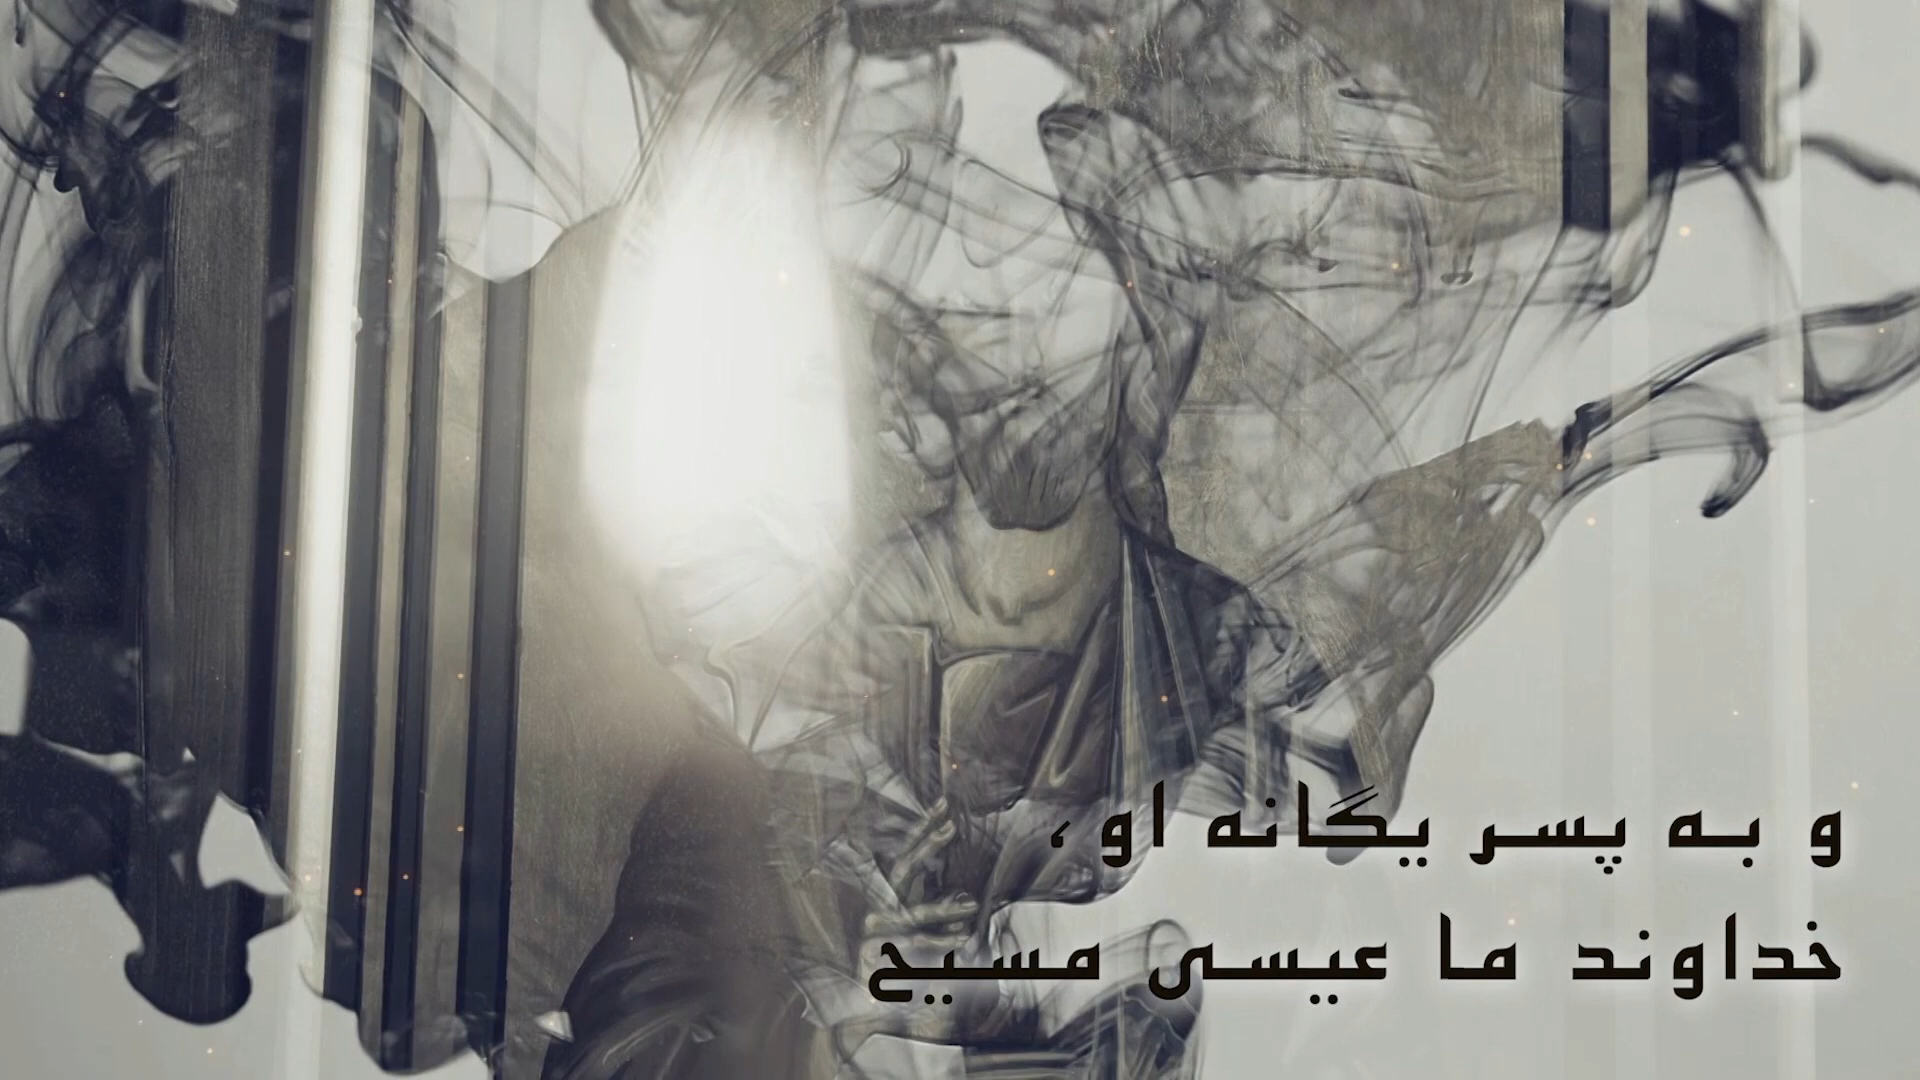 و به پسر یگانه او،
خداوند ما عیسی مسیح